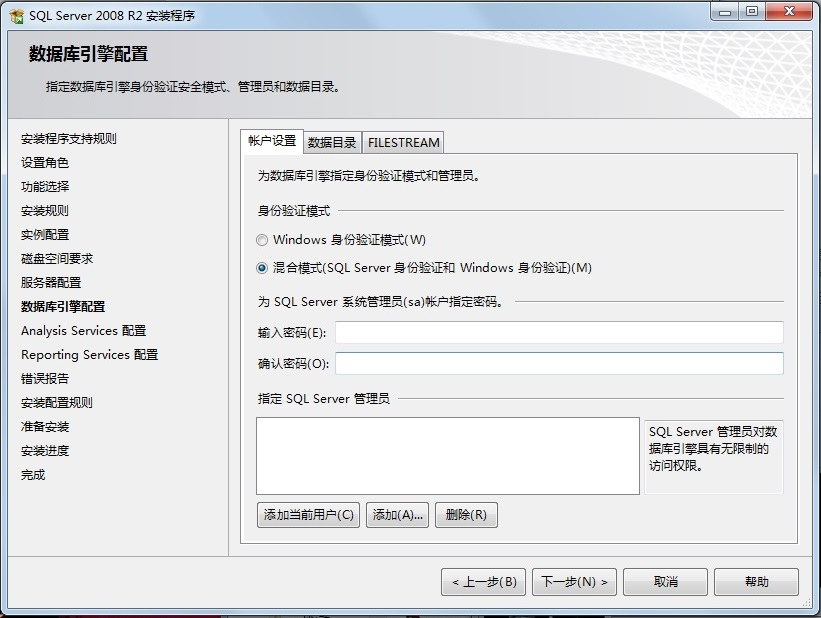 SQL Server 2008 R2 安装程序
数据库引擎配置
指定数据库引擎身份验证安全模式、管理员和数据目录。
安装程序支持规则
设置角色
功能选择
安装规则
实例配置
磁盘空间要求
服务器配置
数据库引擎配置
Analysis Services 配置
Reporting Services 配置
错误报告
安装配置规则
准备安装
安装进度
完成
帐户设置 数据目录 FILESTREAM
为数据库引擎指定身份验证模式和管理员。
身份验证模式
Windows 身份验证模式(W)
混合模式(SQL Server 身份验证和 Windows 身份验证)(M)
为 SQL Server 系统管理员(sa)帐户指定密码。
输入密码(E):
确认密码(O):
指定 SQL Server 管理员
SQL Server 管理员对数
据库引擎具有无限制的
访问权限。
添加当前用户(C) 添加(A)... 删除(R)
< 上一步(B) 下一步(N) > 取消 帮助